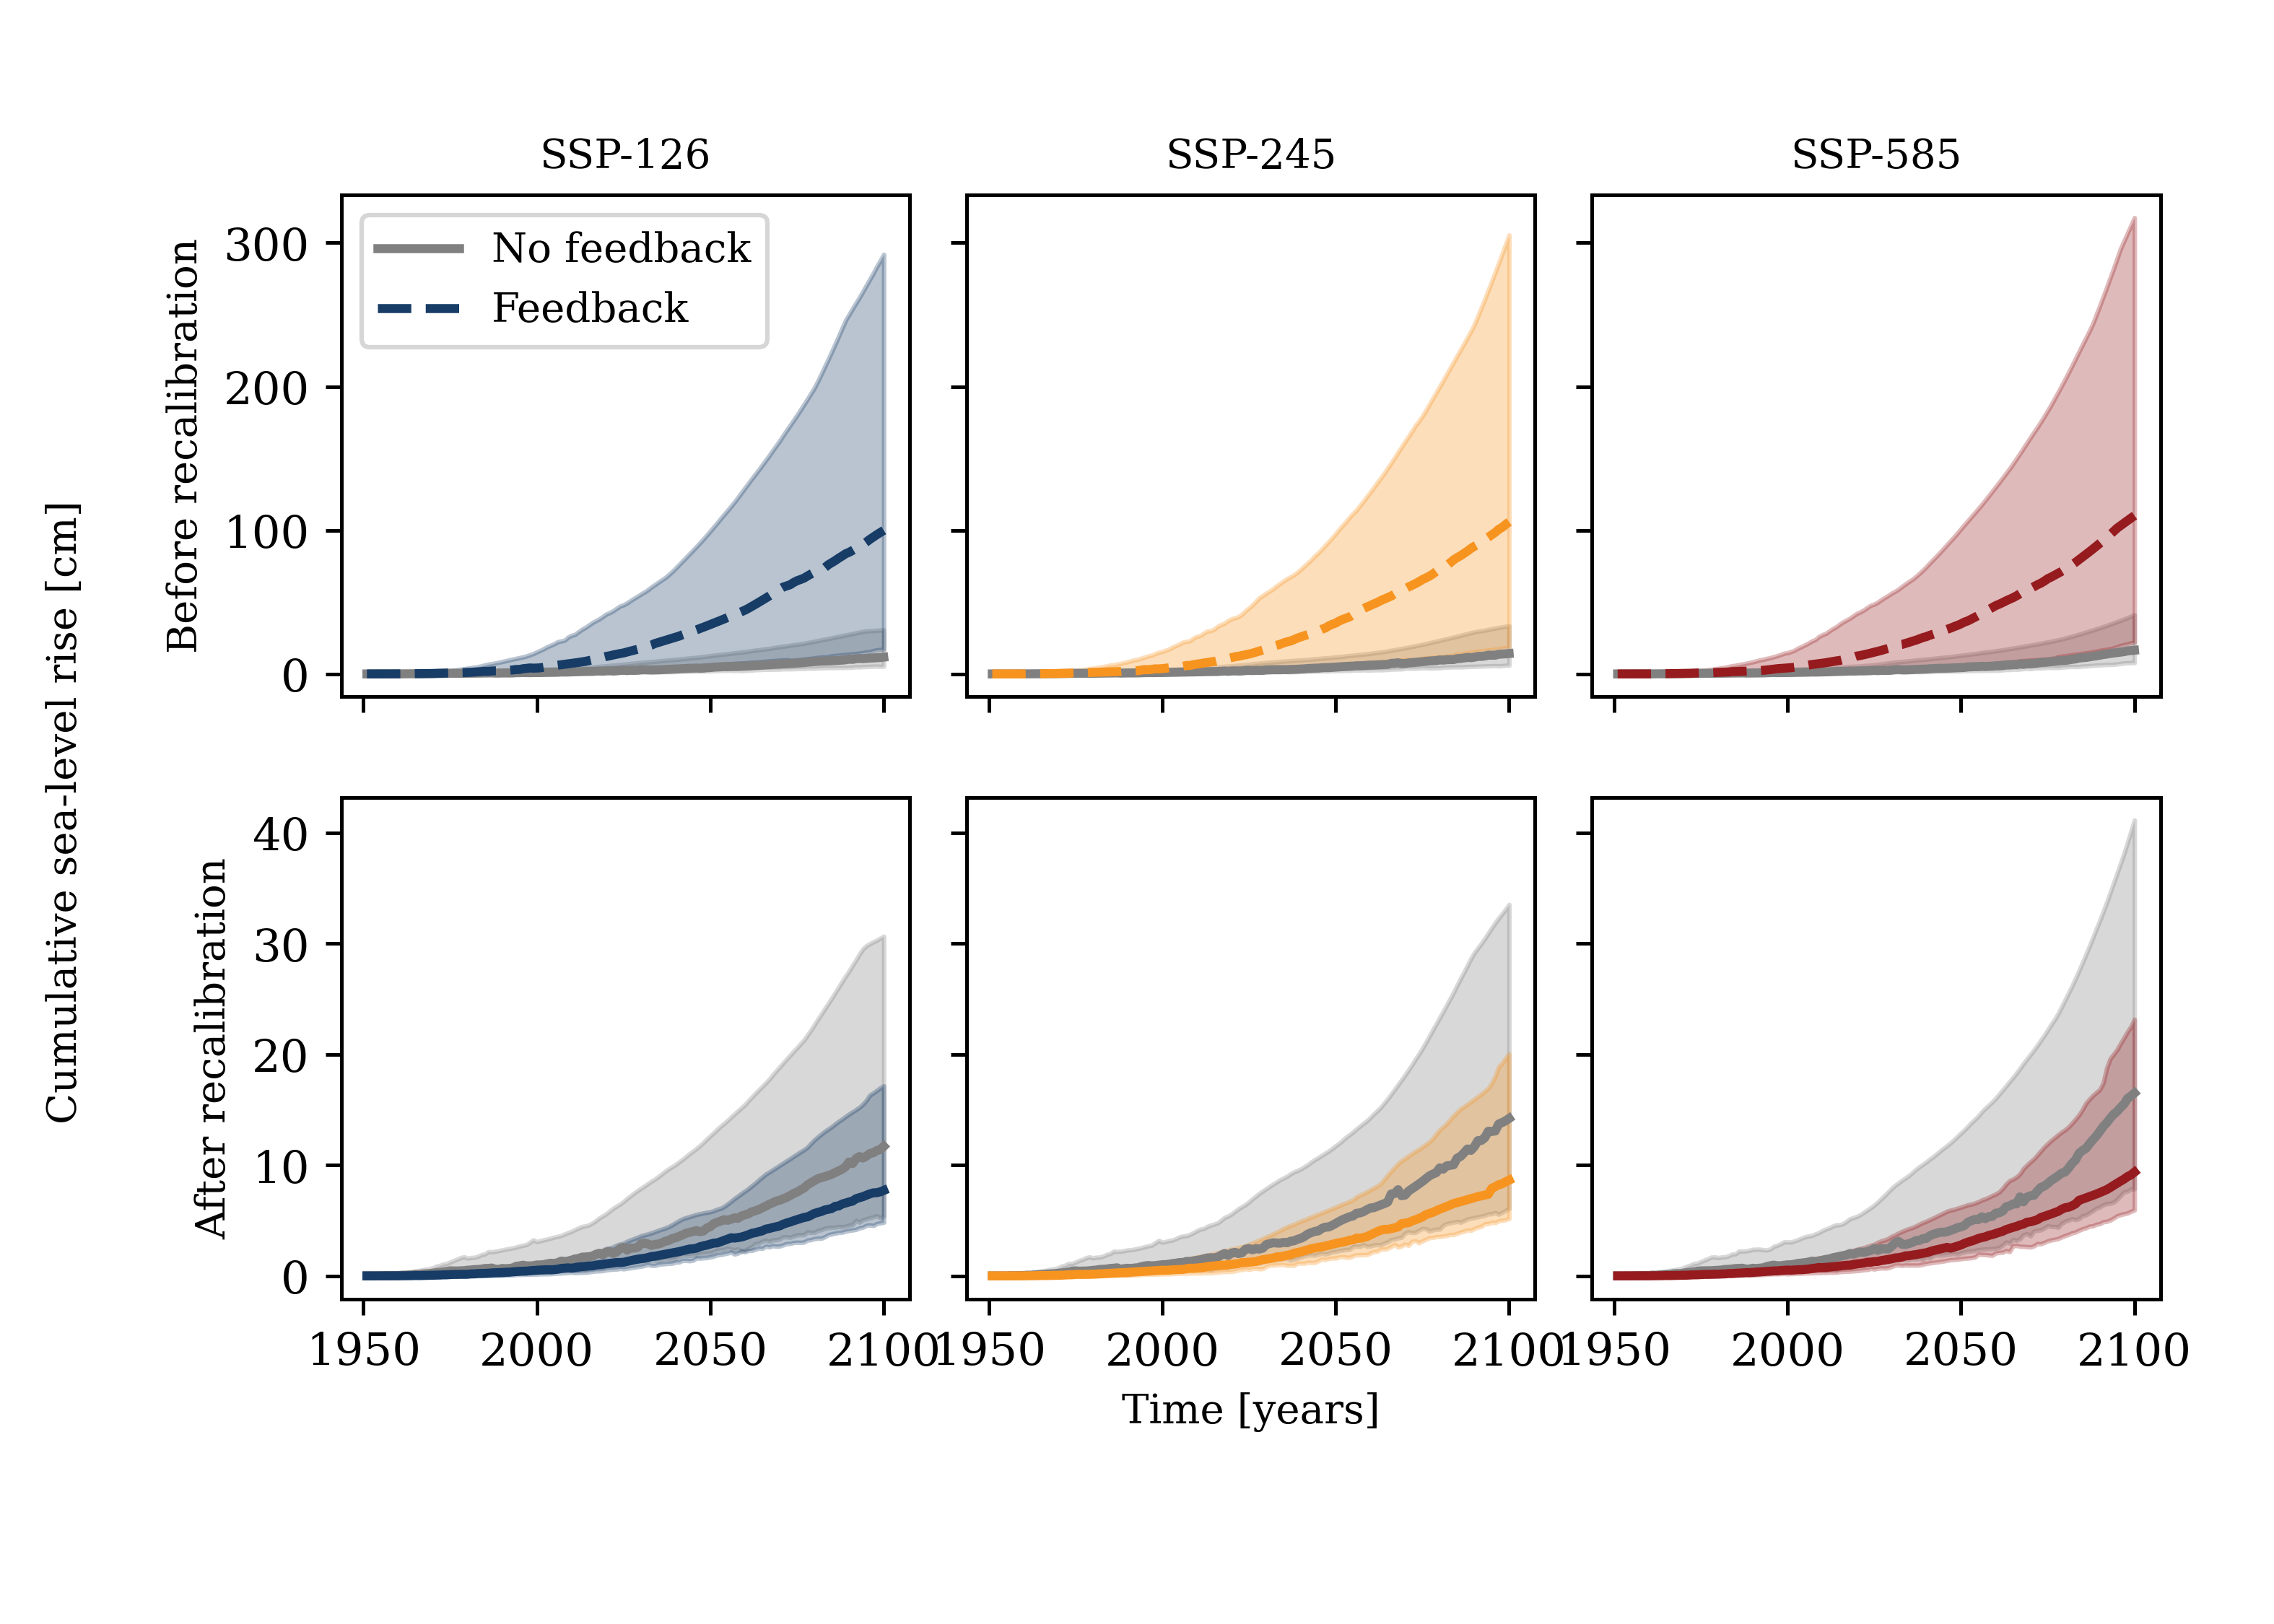 SSP-126
SSP-245
SSP-585
Cumulative sea-level rise [cm]
Before recalibration
300
200
100
0
No feedback
Feedback
After recalibration
40
30
20
10
0
1950
2000
2050
2100
1950
2000
2050
2100
1950
2000
2050
2100
Time [years]